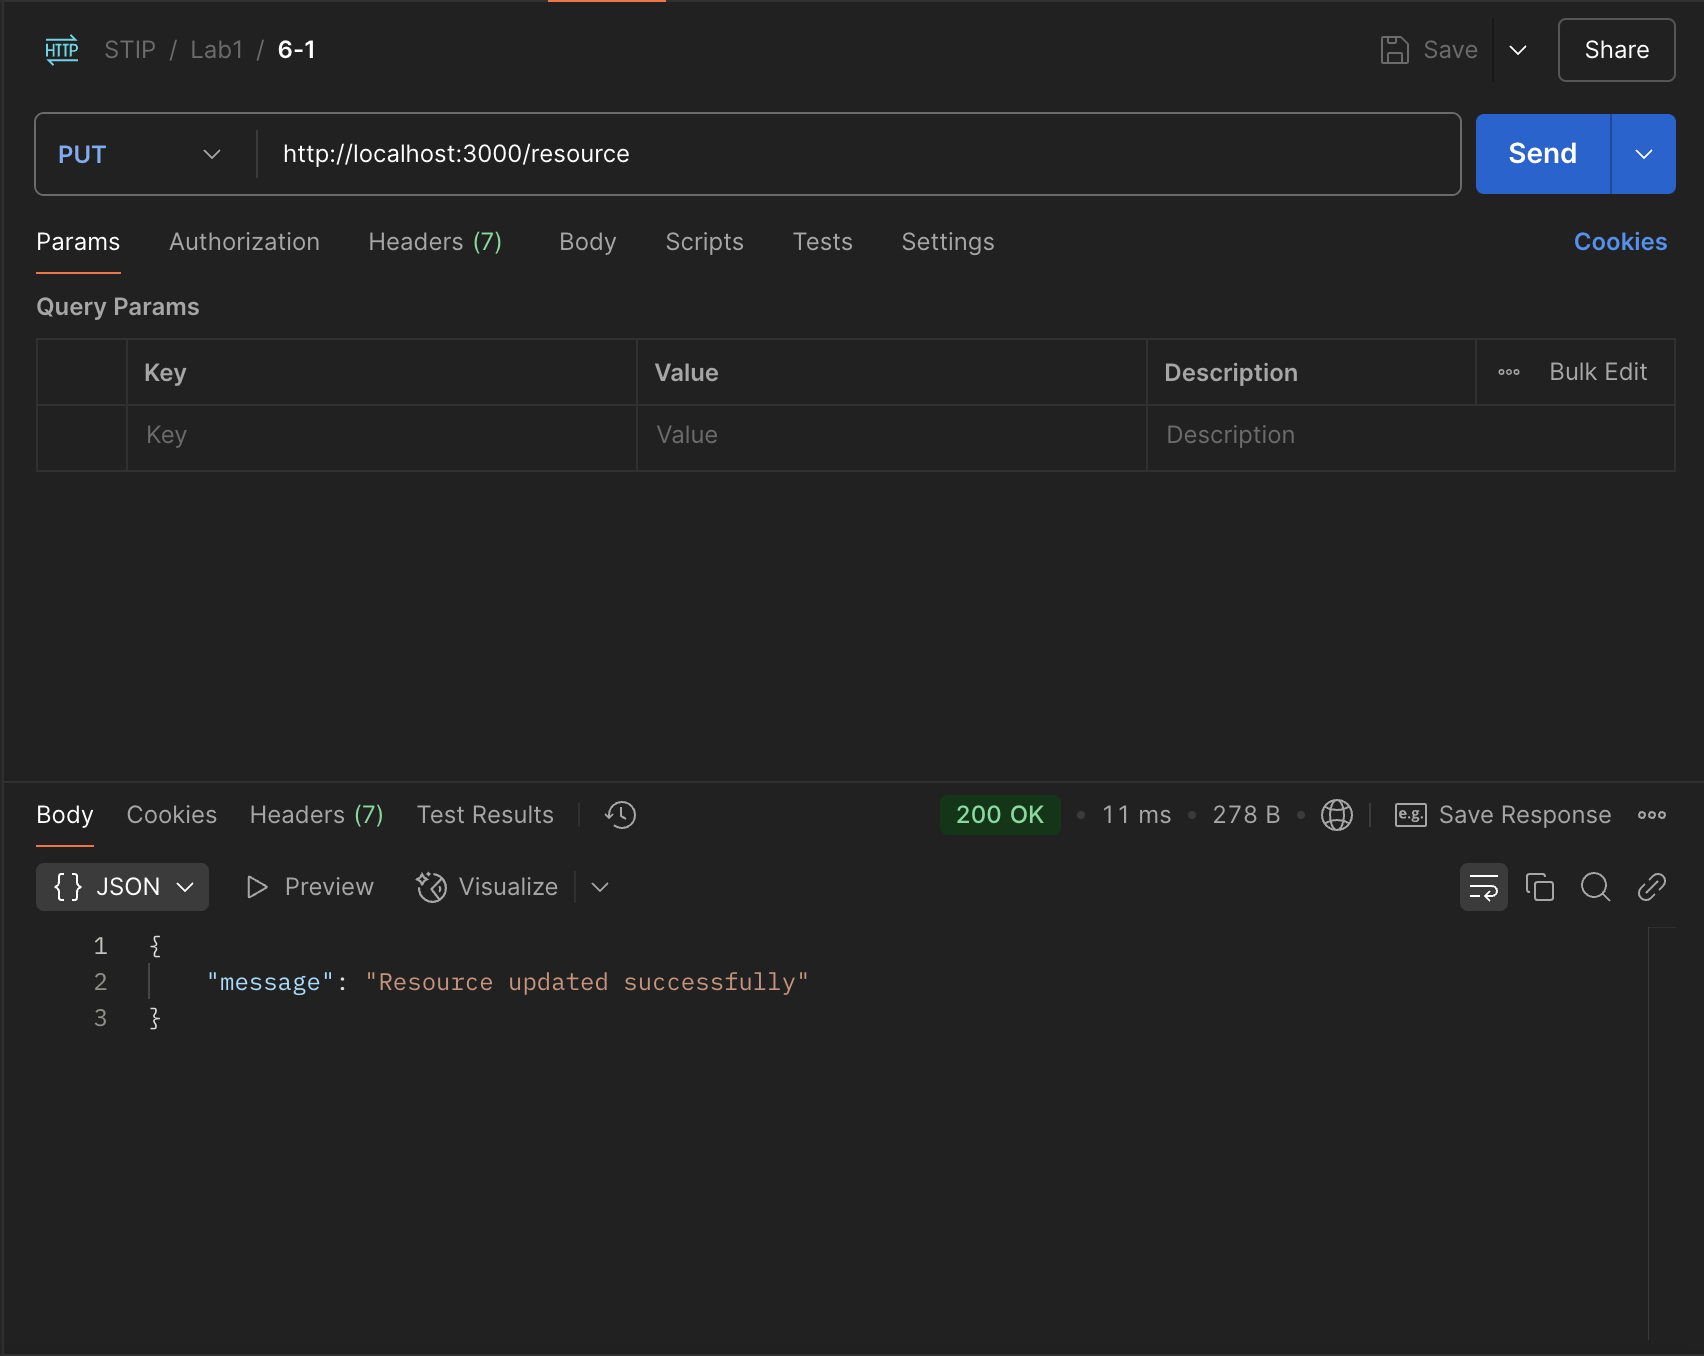 HTTP STIP / Lab1 / 6-1 Save Share
PUT http://localhost:3000/resource Send
Params Authorization Headers (7) Body Scripts Tests Settings Cookies
Query Params
Key Value Description Bulk Edit
Key Value Description
Body Cookies Headers (7) Test Results 200 OK • 11 ms • 278 B • e.g. Save Response
{ } JSON Preview Visualize
1 {
2 "message": "Resource updated successfully"
3 }